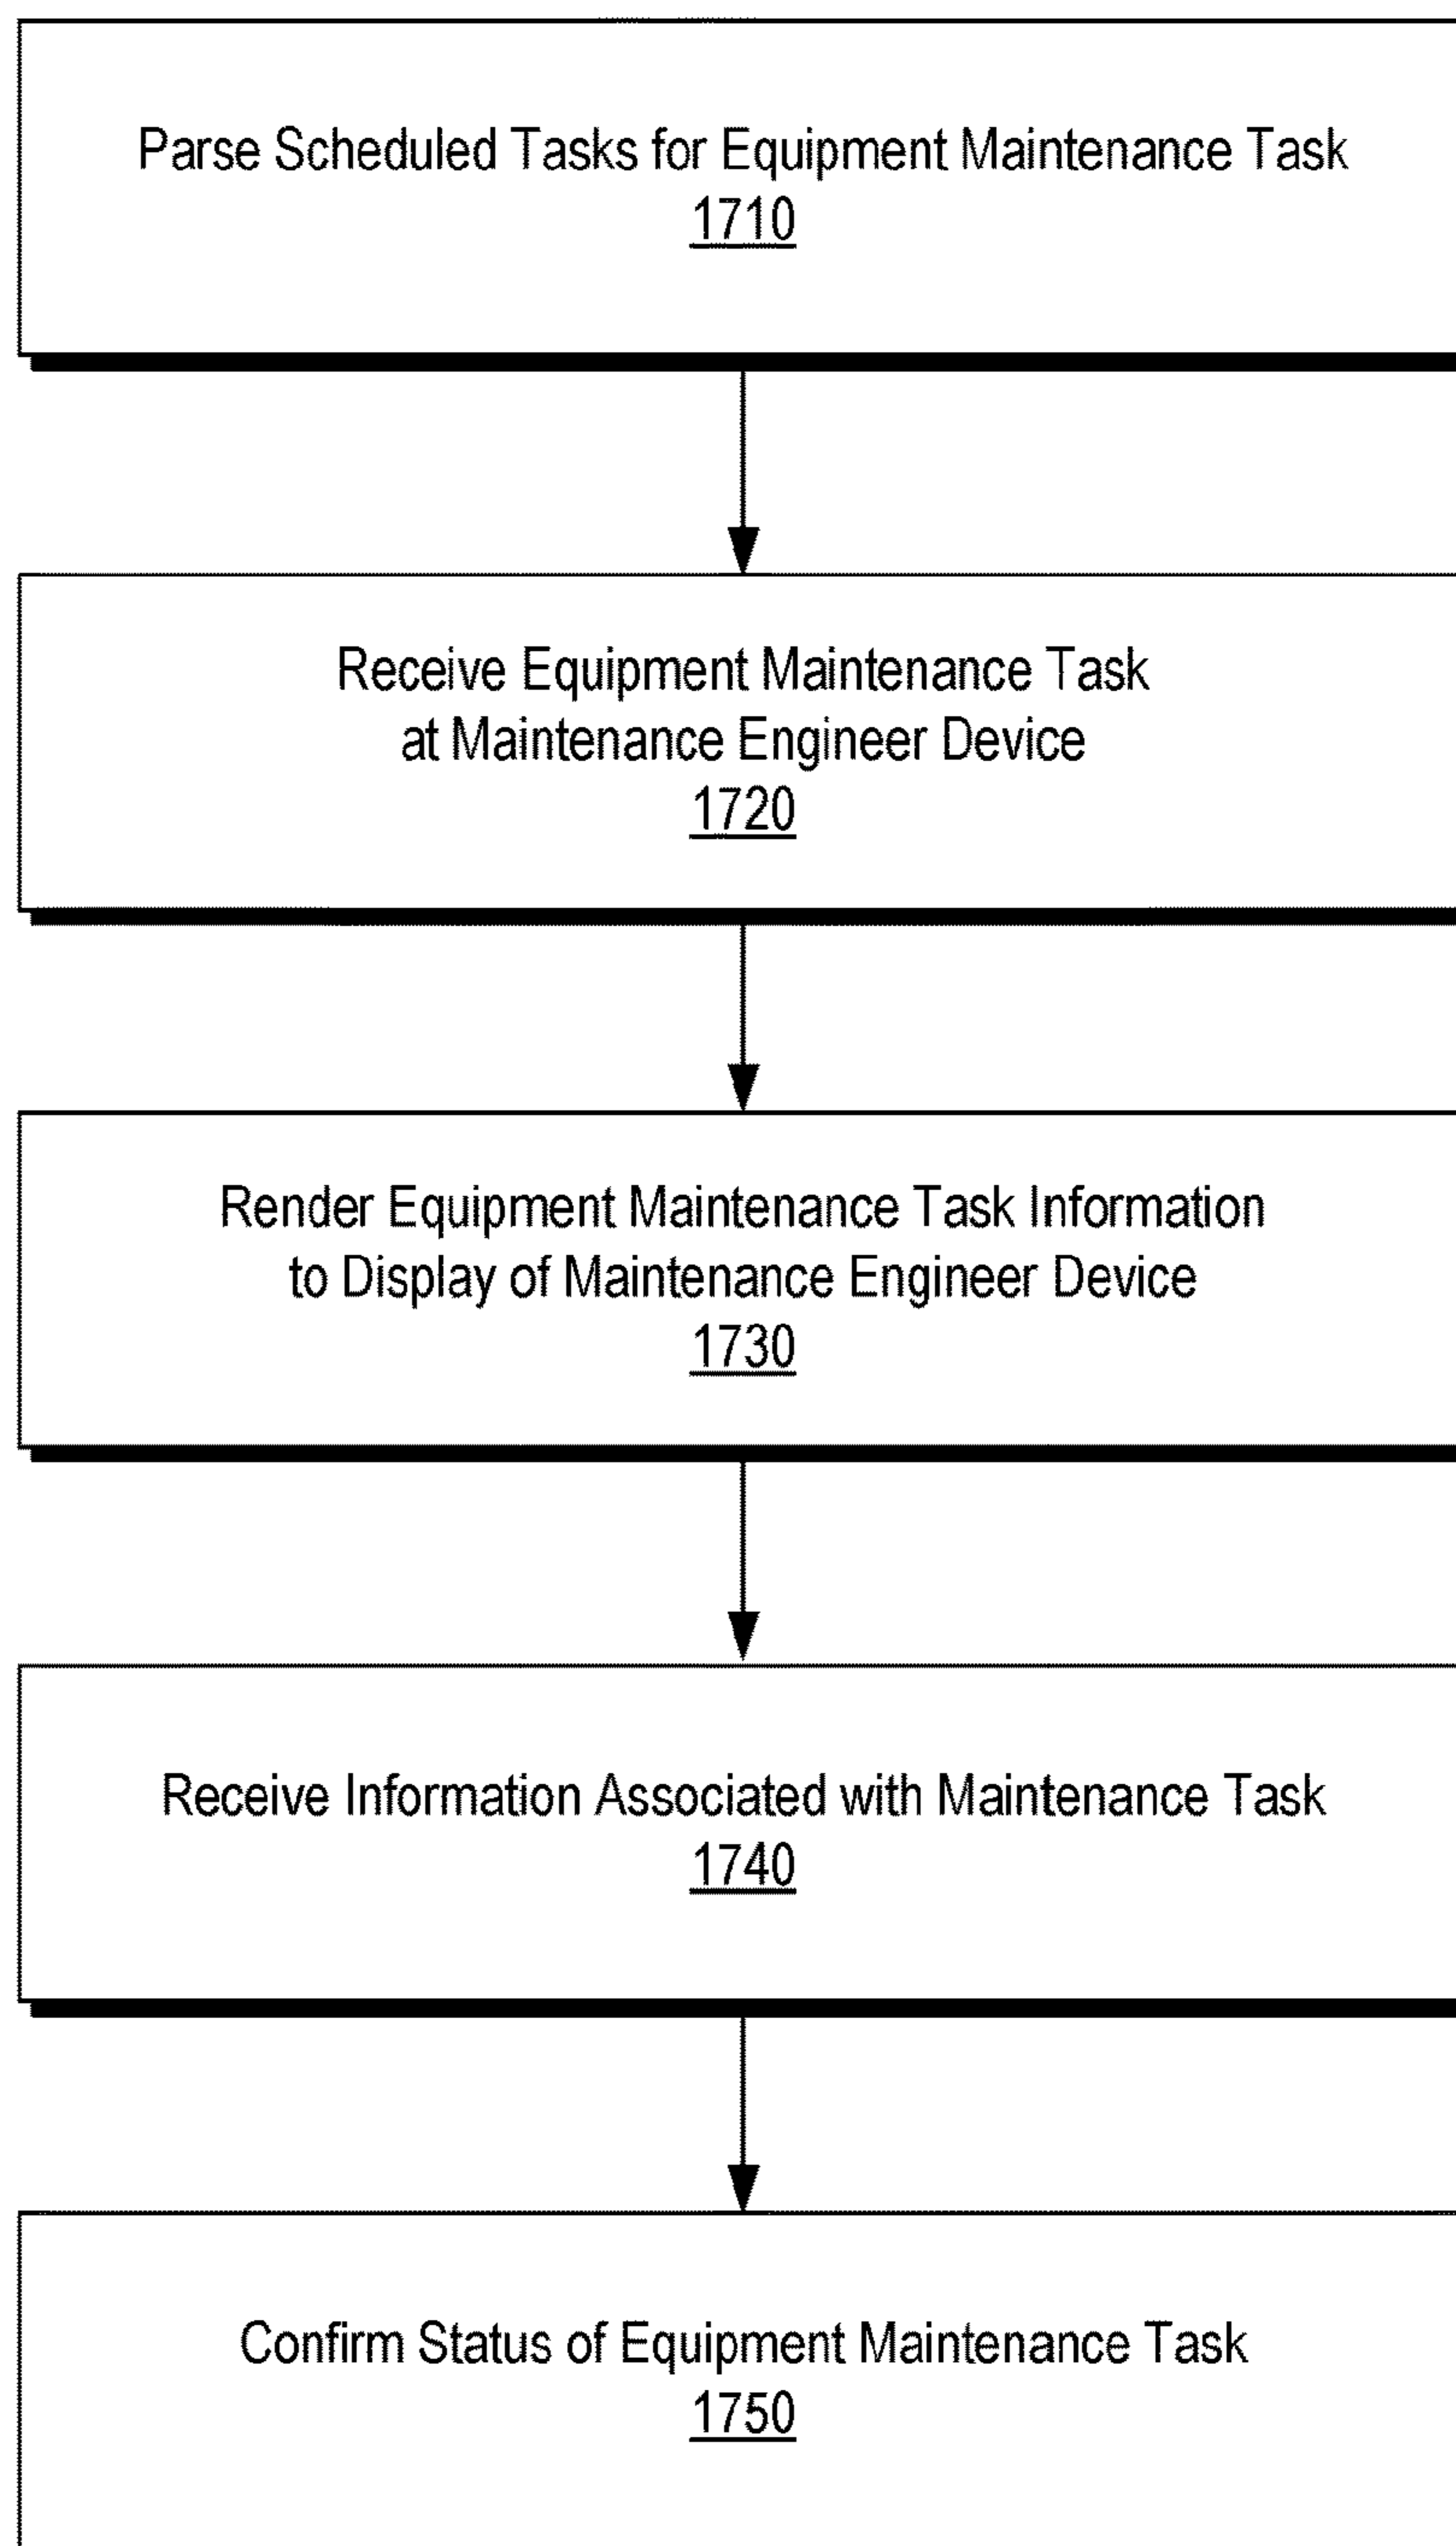 Parse Scheduled Tasks for Equipment Maintenance Task
1710
Receive Equipment Maintenance Task
at Maintenance Engineer Device
1720
Render Equipment Maintenance Task Information
to Display of Maintenance Engineer Device
1730
Receive Information Associated with Maintenance Task
1740
Confirm Status of Equipment Maintenance Task
1750